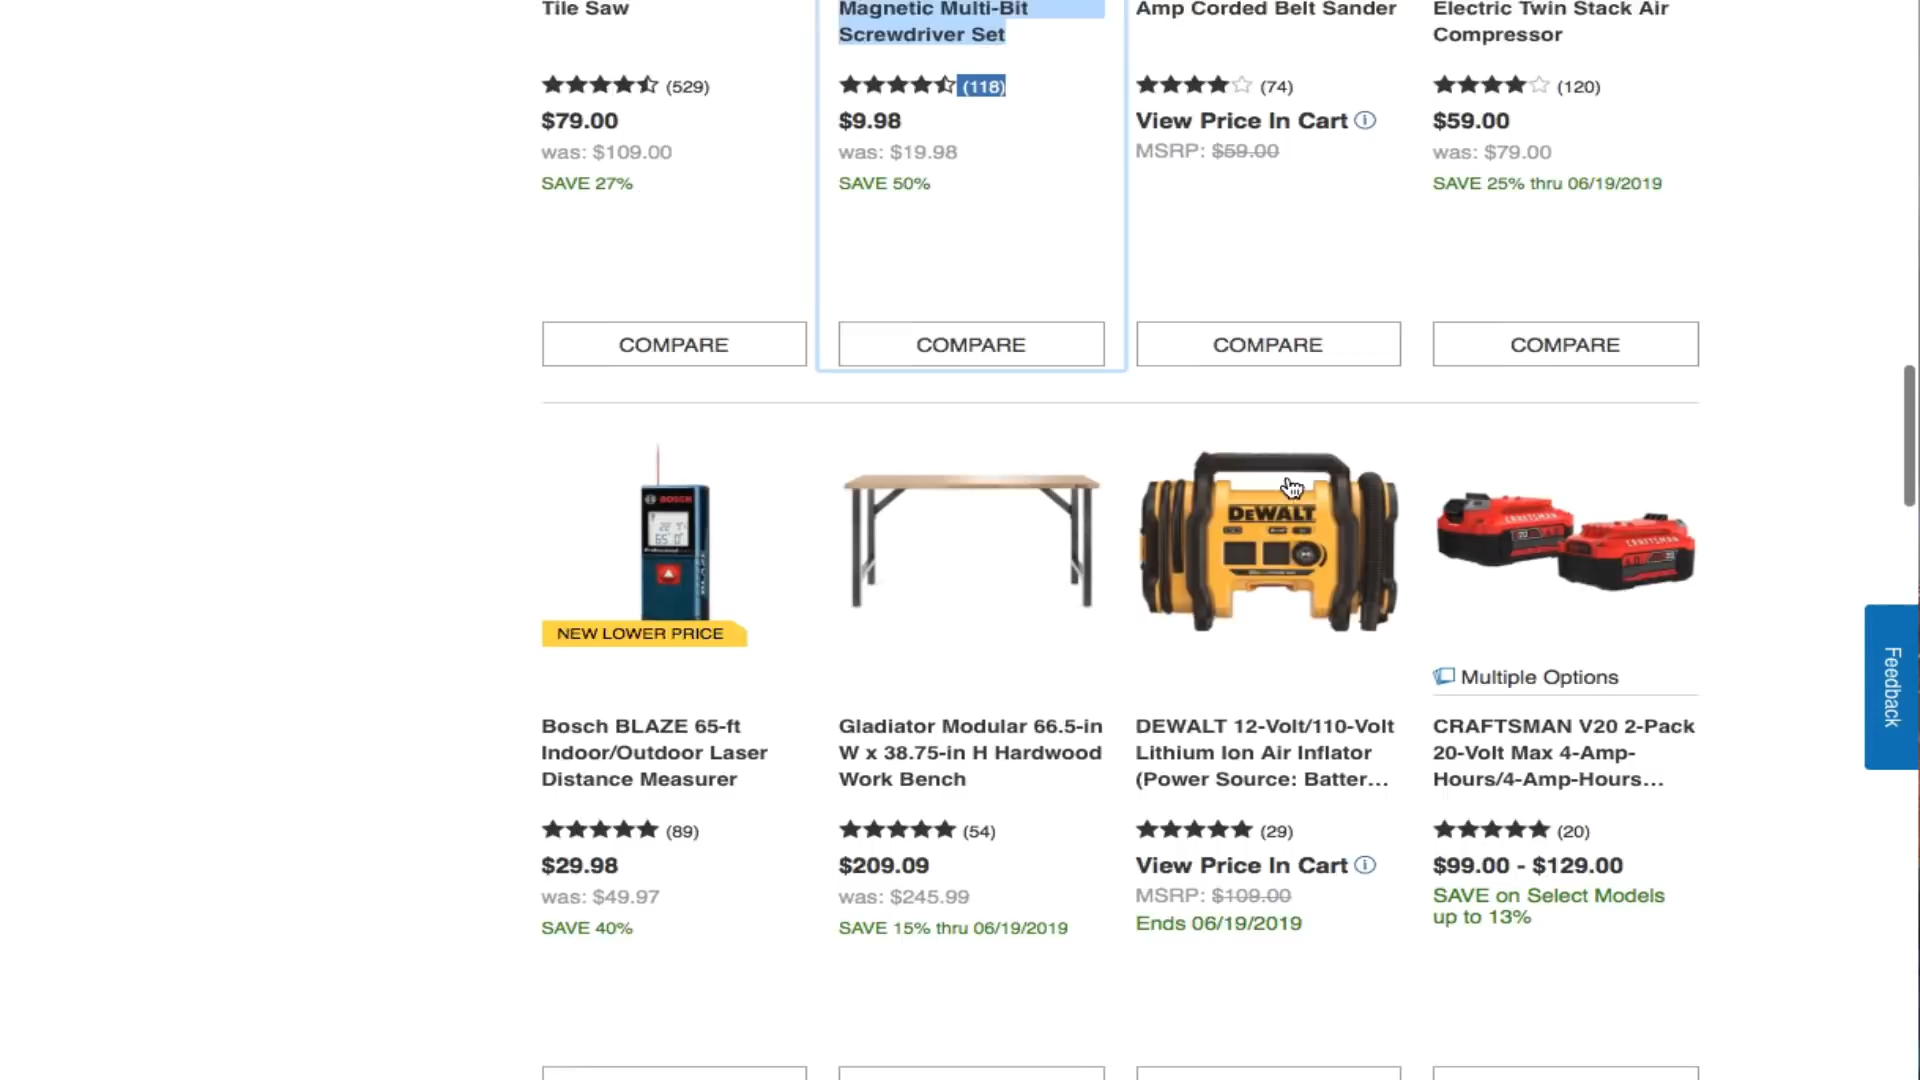 Tile Saw
Magnetic Multi-Bit
Screwdriver Set
Amp Corded Belt Sander
Electric Twin Stack Air
Compressor
(529)
(118)
(74)
(120)
$79.00
$9.98
View Price In Cart
$59.00
was: $109.00
was: $19.98
MSRP: $59.00
was: $79.00
SAVE 27%
SAVE 50%
SAVE 25% thru 06/19/2019
COMPARE
COMPARE
COMPARE
COMPARE
BOSCH
DEWALT
CRAFTSMAN
CRAFTSMAN
NEW LOWER PRICE
Multiple Options
Feedback
Bosch BLAZE 65-ft
Indoor/Outdoor Laser
Distance Measurer
Gladiator Modular 66.5-in
W x 38.75-in H Hardwood
Work Bench
DEWALT 12-Volt/110-Volt
Lithium Ion Air Inflator
(Power Source: Batter...
CRAFTSMAN V20 2-Pack
20-Volt Max 4-Amp-
Hours/4-Amp-Hours...
(89)
(54)
(29)
(20)
$29.98
$209.09
View Price In Cart
$99.00 - $129.00
was: $49.97
was: $245.99
MSRP: $109.00
SAVE on Select Models
up to 13%
SAVE 40%
SAVE 15% thru 06/19/2019
Ends 06/19/2019